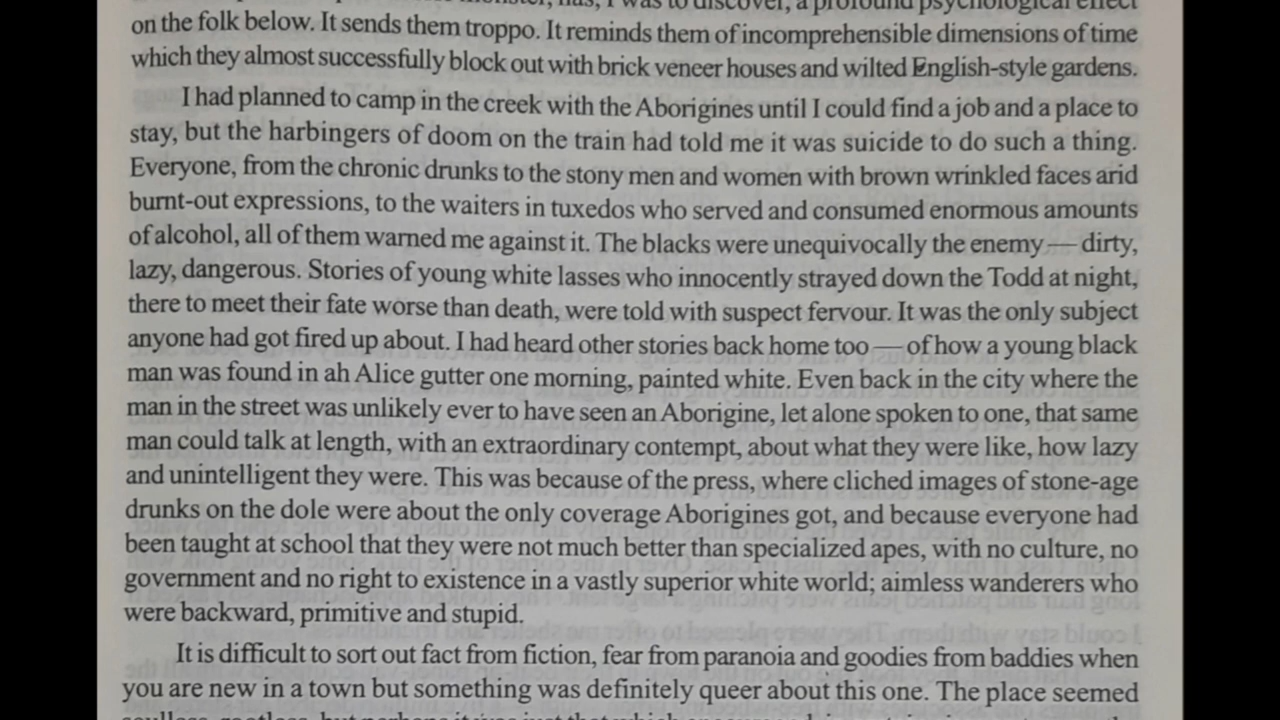 monster, has, I was to discover, a profound psychological effect
on the folk below. It sends them troppo. It reminds them of incomprehensible dimensions of time
which they almost successfully block out with brick veneer houses and wilted English-style gardens.
I had planned to camp in the creek with the Aborigines until I could find a job and a place to
stay, but the harbingers of doom on the train had told me it was suicide to do such a thing.
Everyone, from the chronic drunks to the stony men and women with brown wrinkled faces arid
burnt-out expressions, to the waiters in tuxedos who served and consumed enormous amounts
of alcohol, all of them warned me against it. The blacks were unequivocally the enemy — dirty,
lazy, dangerous. Stories of young white lasses who innocently strayed down the Todd at night,
there to meet their fate worse than death, were told with suspect fervour. It was the only subject
anyone had got fired up about. I had heard other stories back home too — of how a young black
man was found in ah Alice gutter one morning, painted white. Even back in the city where the
man in the street was unlikely ever to have seen an Aborigine, let alone spoken to one, that same
man could talk at length, with an extraordinary contempt, about what they were like, how lazy
and unintelligent they were. This was because of the press, where cliched images of stone-age
drunks on the dole were about the only coverage Aborigines got, and because everyone had
been taught at school that they were not much better than specialized apes, with no culture, no
government and no right to existence in a vastly superior white world; aimless wanderers who
were backward, primitive and stupid.
It is difficult to sort out fact from fiction, fear from paranoia and goodies from baddies when
you are new in a town but something was definitely queer about this one. The place seemed